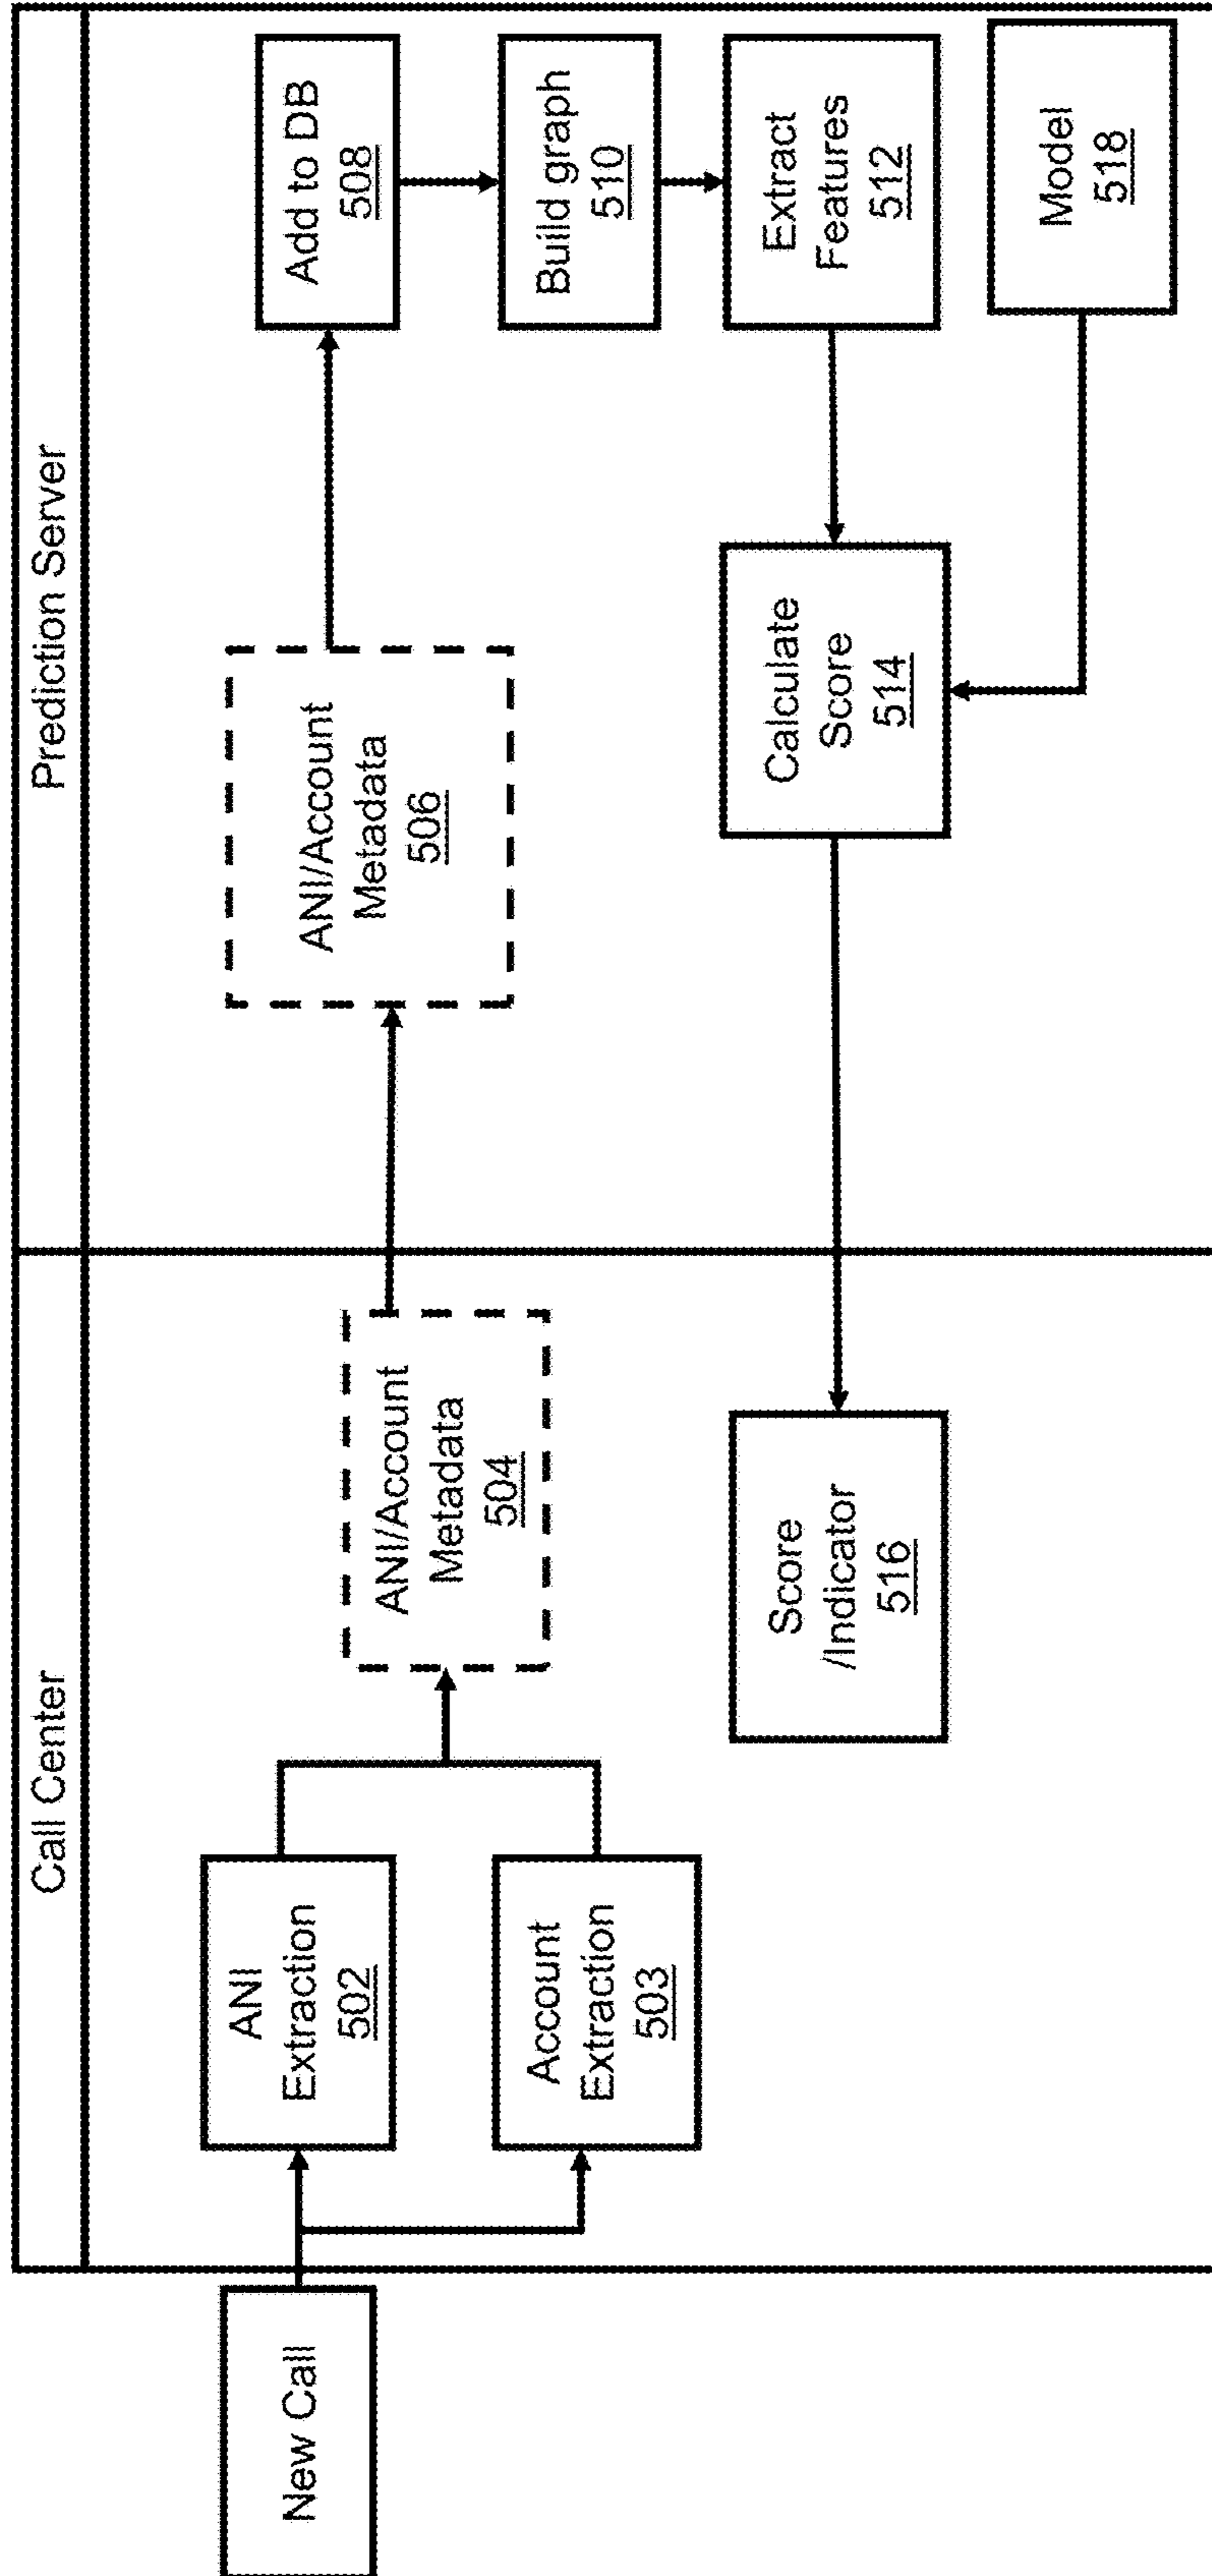 Call Center
Prediction Server
New Call
ANI
Extraction
502
Account
Extraction
503
ANI/Account
Metadata
504
ANI/Account
Metadata
506
Add to DB
508
Build graph
510
Extract
Features
512
Calculate
Score
514
Score
/Indicator
516
Model
518